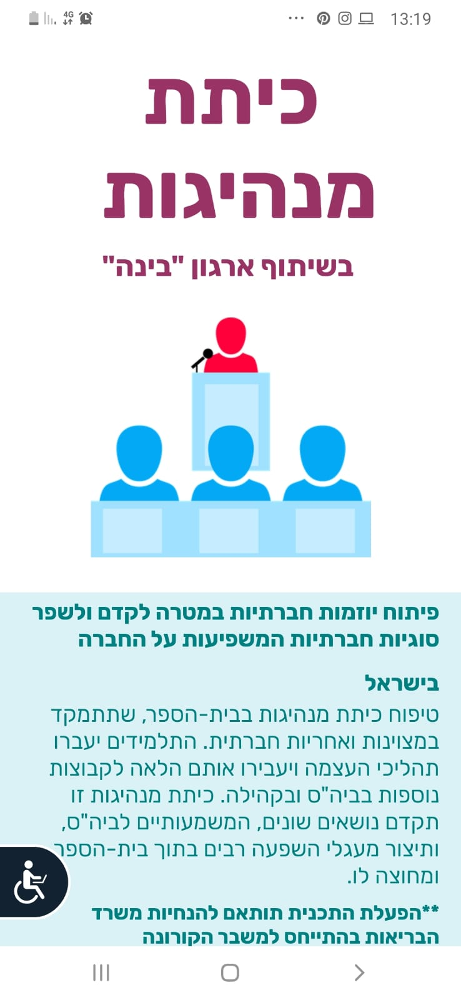 4G
13:19
כיתת
מנהיגות
בשיתוף ארגון "בינה"
פיתוח יוזמות חברתיות במטרה לקדם ולשפר
סוגיות חברתיות המשפיעות על החברה
בישראל
טיפוח כיתת מנהיגות בבית-הספר, שתתמקד
במצוינות ואחריות חברתית. התלמידים יעברו
תהליכי העצמה ויעבירו אותם הלאה לקבוצות
נוספות בביה"ס ובקהילה. כיתת מנהיגות זו
תקדם נושאים שונים, המשמעותיים לביה"ס,
ותיצור מעגלי השפעה רבים בתוך בית-הספר
ומחוצה לו.
**הפעלת התכנית תותאם להנחיות משרד
הבריאות בהתייחס למשבר הקורונה